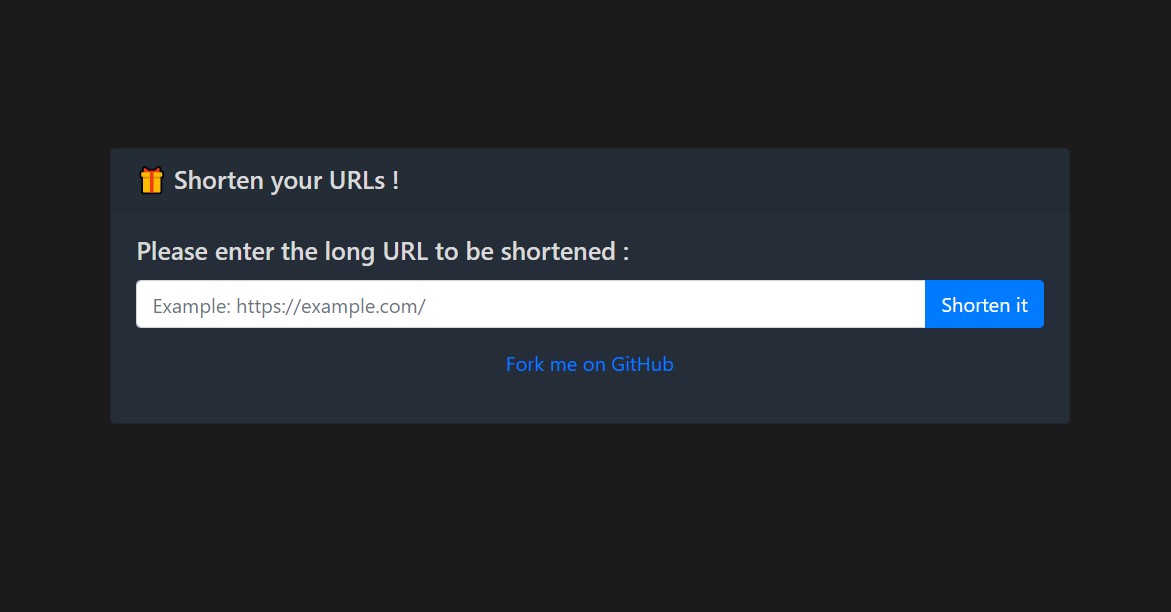 Shorten your URLs !
Please enter the long URL to be shortened :
Example: https://example.com/
Shorten it
Fork me on GitHub